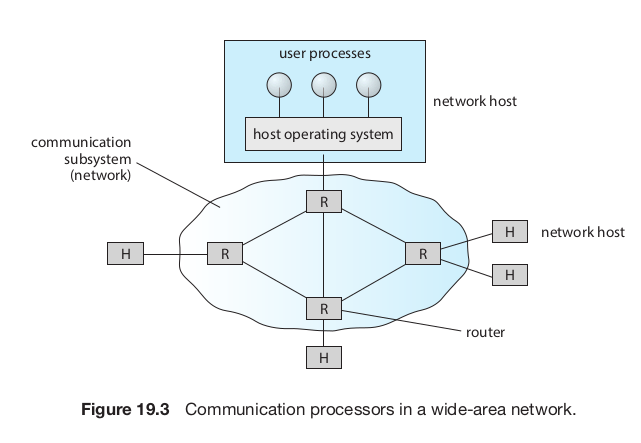 user processes
network host
host operating system
communication
subsystem
(network)
R
H
R
R
H
network host
H
R
router
H
Figure 19.3 Communication processors in a wide-area network.